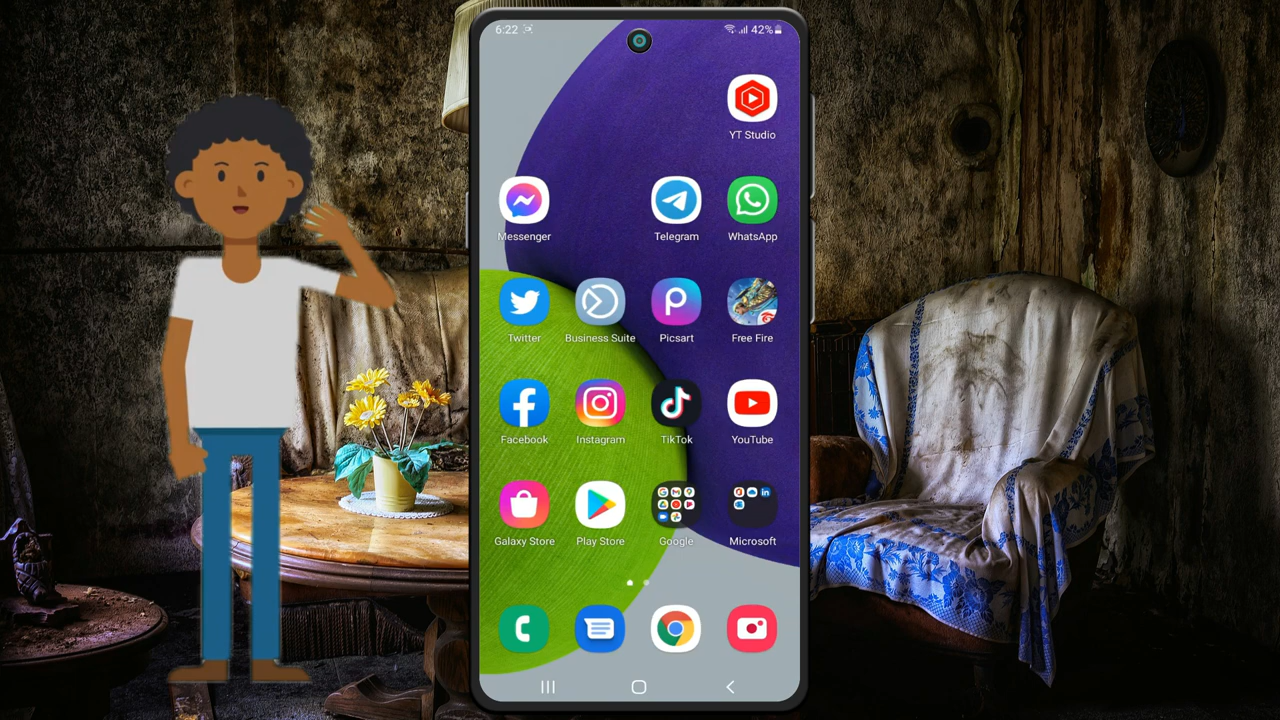 6:22 42%
YT Studio
Messenger Telegram WhatsApp
Twitter Business Suite Picsart Free Fire
Facebook Instagram TikTok YouTube
Galaxy Store Play Store Google Microsoft